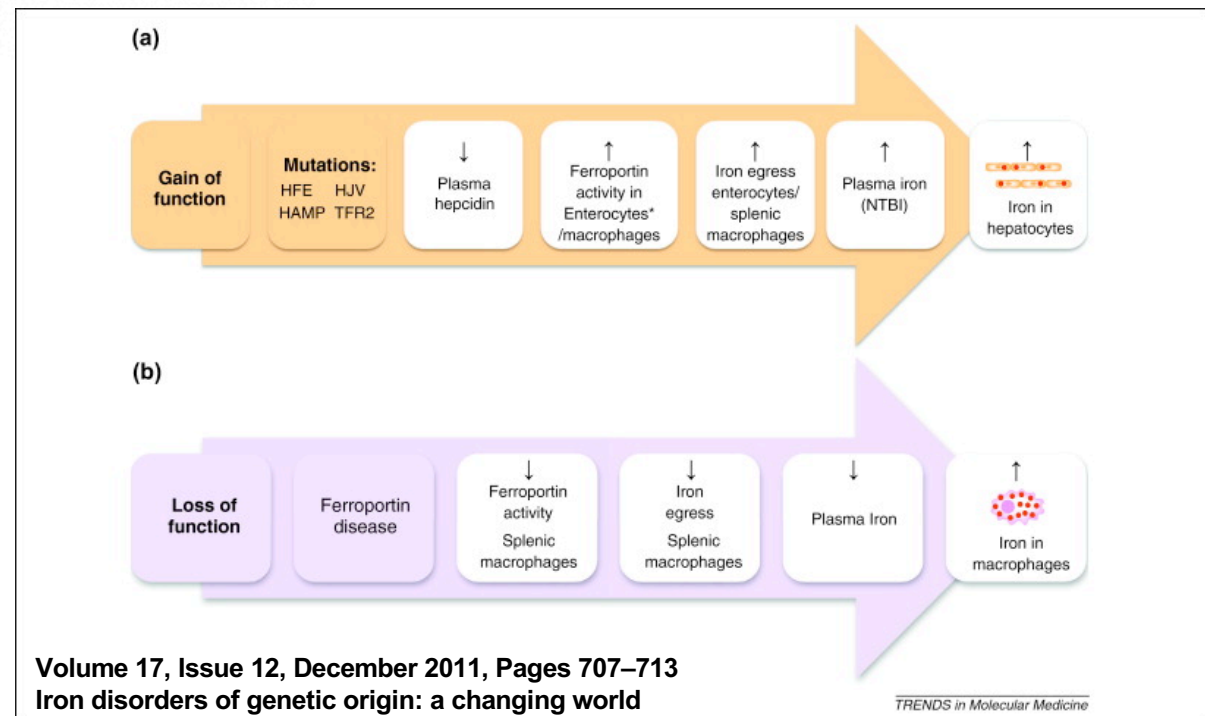 (a)
Gain of
function
Mutations:
HFE HJV
HAMP TFR2
↓
Plasma
hepcidin
↑
Ferroportin
activity in
Enterocytes*
/macrophages
↑
Iron egress
enterocytes/
splenic
macrophages
↑
Plasma iron
(NTBI)
↑
Iron in
hepatocytes
(b)
Loss of
function
Ferroportin
disease
↓
Ferroportin
activity
Splenic
macrophages
↓
Iron
egress
Splenic
macrophages
↓
Plasma Iron
↑
Iron in
macrophages
Volume 17, Issue 12, December 2011, Pages 707–713
Iron disorders of genetic origin: a changing world
TRENDS in Molecular Medicine